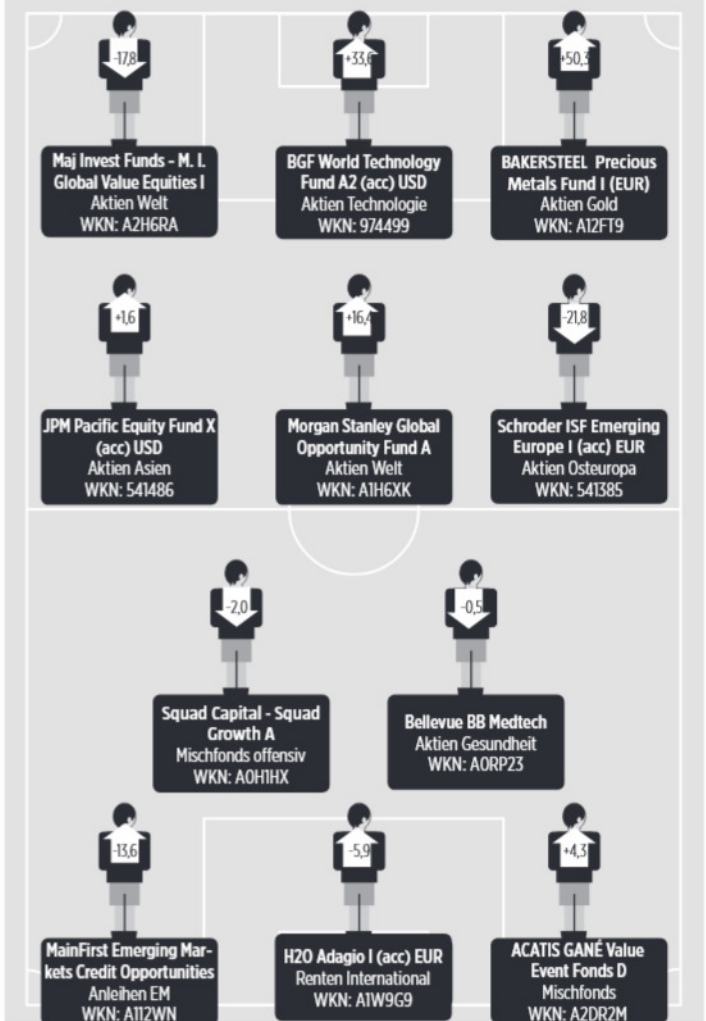 -17,8
Maj Invest Funds - M. I.
Global Value Equities I
Aktien Welt
WKN: A2H6RA
+33,6
BGF World Technology
Fund A2 (acc) USD
Aktien Technologie
WKN: 974499
+50,3
BAKERSTEEL Precious
Metals Fund I (EUR)
Aktien Gold
WKN: A12FT9
+1,6
JPM Pacific Equity Fund X
(acc) USD
Aktien Asien
WKN: 541486
+16,4
Morgan Stanley Global
Opportunity Fund A
Aktien Welt
WKN: A1H6XK
-21,8
Schroder ISF Emerging
Europe I (acc) EUR
Aktien Osteuropa
WKN: 541385
-2,0
Squad Capital - Squad
Growth A
Mischfonds offensiv
WKN: A0H1HX
-0,5
Bellevue BB Medtech
Aktien Gesundheit
WKN: A0RP23
-13,6
MainFirst Emerging Mar-
kets Credit Opportunities
Anleihen EM
WKN: A112WN
-5,9
H2O Adagio I (acc) EUR
Renten International
WKN: A1W9G9
+4,3
ACATIS GANÉ Value
Event Fonds D
Mischfonds
WKN: A2DR2M